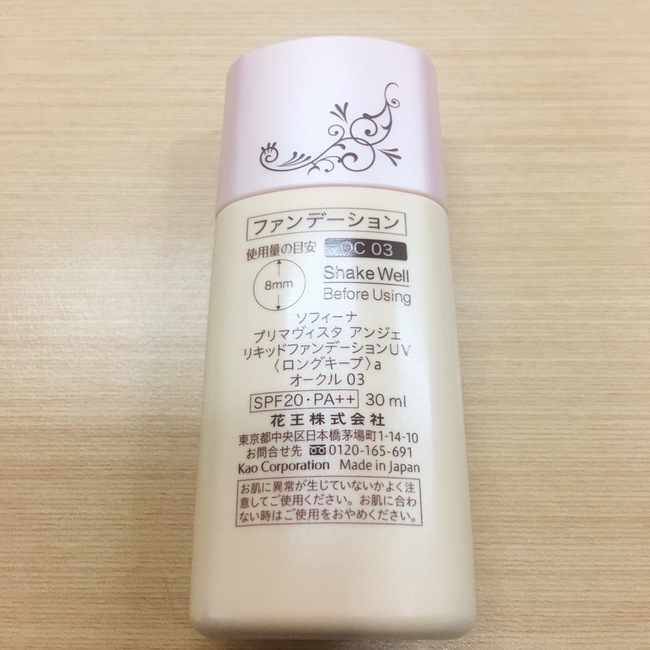 ファンデーション
使用量の目安 OC 03
8mm
Shake Well
Before Using
ソフィーナ
プリマヴィスタ アンジェ
リキッドファンデーションUV
〈ロングキープ〉a
オークル 03
SPF20・PA++ 30 ml
花王株式会社
東京都中央区日本橋茅場町1-14-10
お問合せ先 0120-165-691
Kao Corporation Made in Japan
お肌に異常が生じていないかよく注
意してご使用ください。お肌に合わ
ない時はご使用をおやめください。